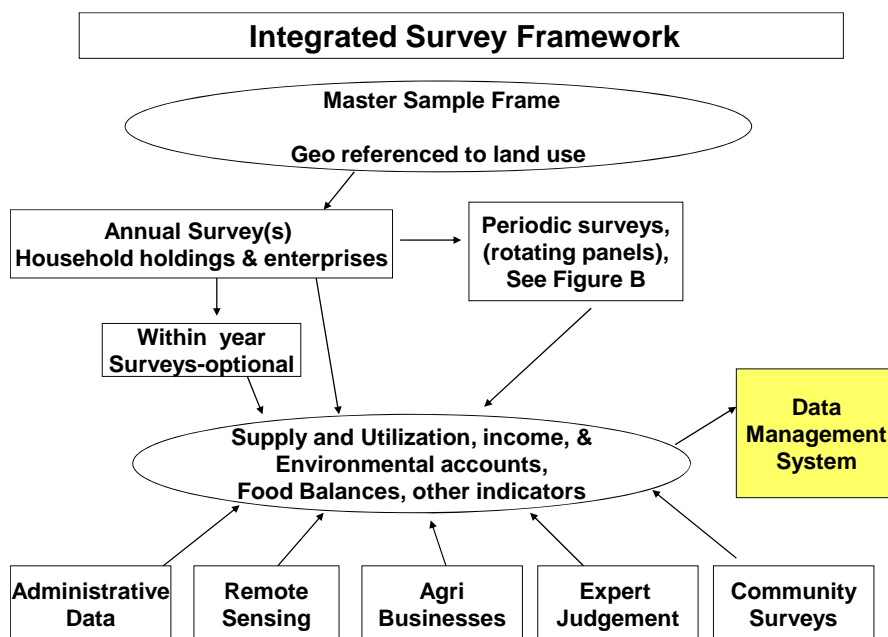 Integrated Survey Framework
Master Sample Frame
Geo referenced to land use
Annual Survey(s)
Household holdings & enterprises
Periodic surveys,
(rotating panels),
See Figure B
Within year
Surveys-optional
Supply and Utilization, income, &
Environmental accounts,
Food Balances, other indicators
Data
Management
System
Administrative
Data
Remote
Sensing
Agri
Businesses
Expert
Judgement
Community
Surveys